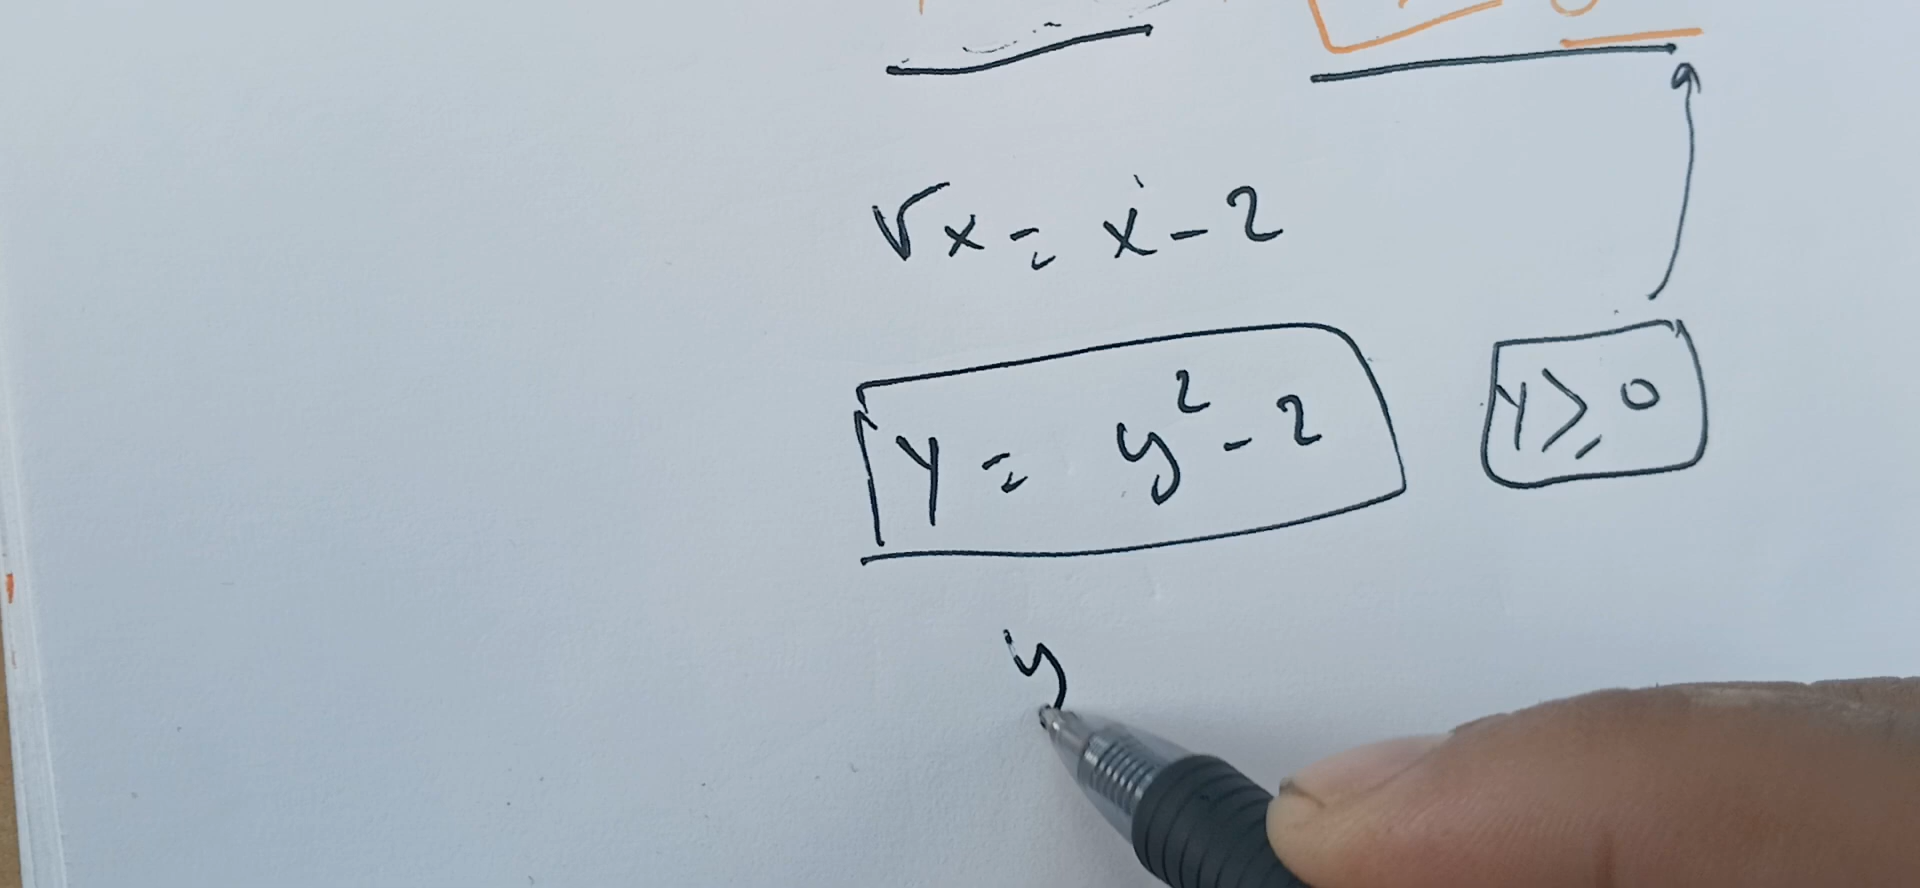 √x = x - 2
y = y² - 2 y ≥ 0
y